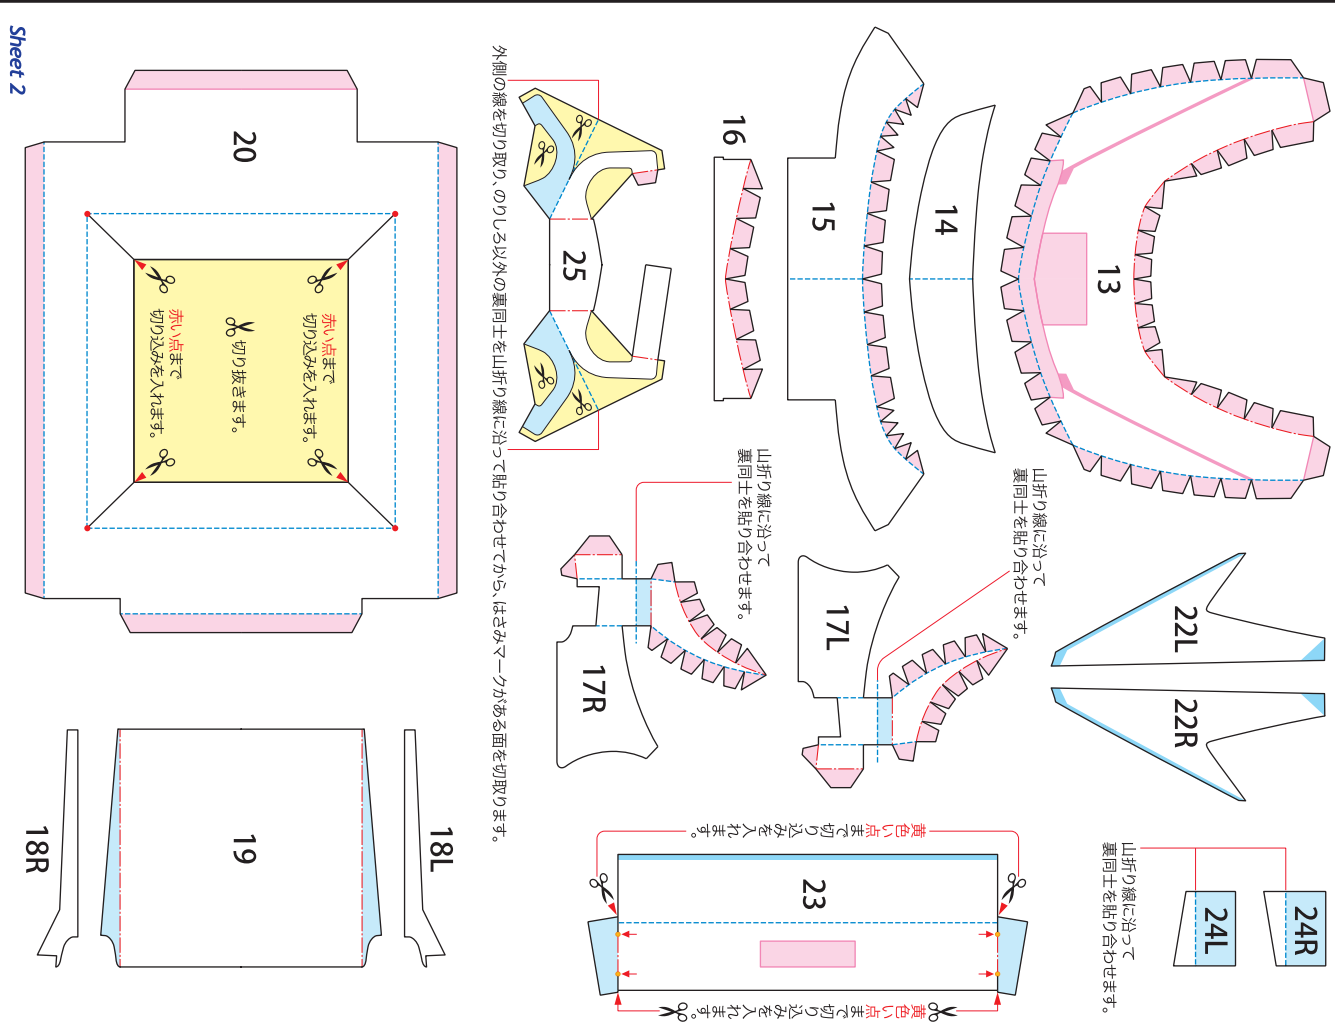 Sheet 2
13
14
15
16
外側の線を切り取り、のりしろ以外の裏同士を山折り線に沿って貼り合わせてから、はさみマークがある面を切取ります。
25
20
赤い点まで
切り込みを入れます。
切り抜きます。
赤い点まで
切り込みを入れます。
山折り線に沿って
裏同士を貼り合わせます。
17L
山折り線に沿って
裏同士を貼り合わせます。
17R
22L
22R
18L
19
18R
黄色い点まで切り込みを入れます。
23
黄色い点まで切り込みを入れます。
24R
24L
山折り線に沿って
裏同士を貼り合わせます。